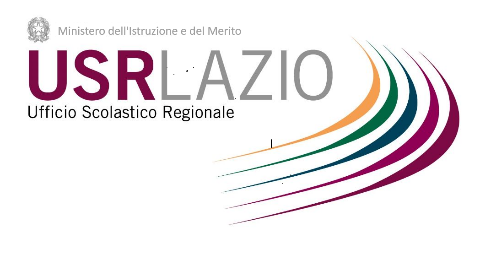 Ministero dell'Istruzione e del Merito
USRLAZIO
Ufficio Scolastico Regionale